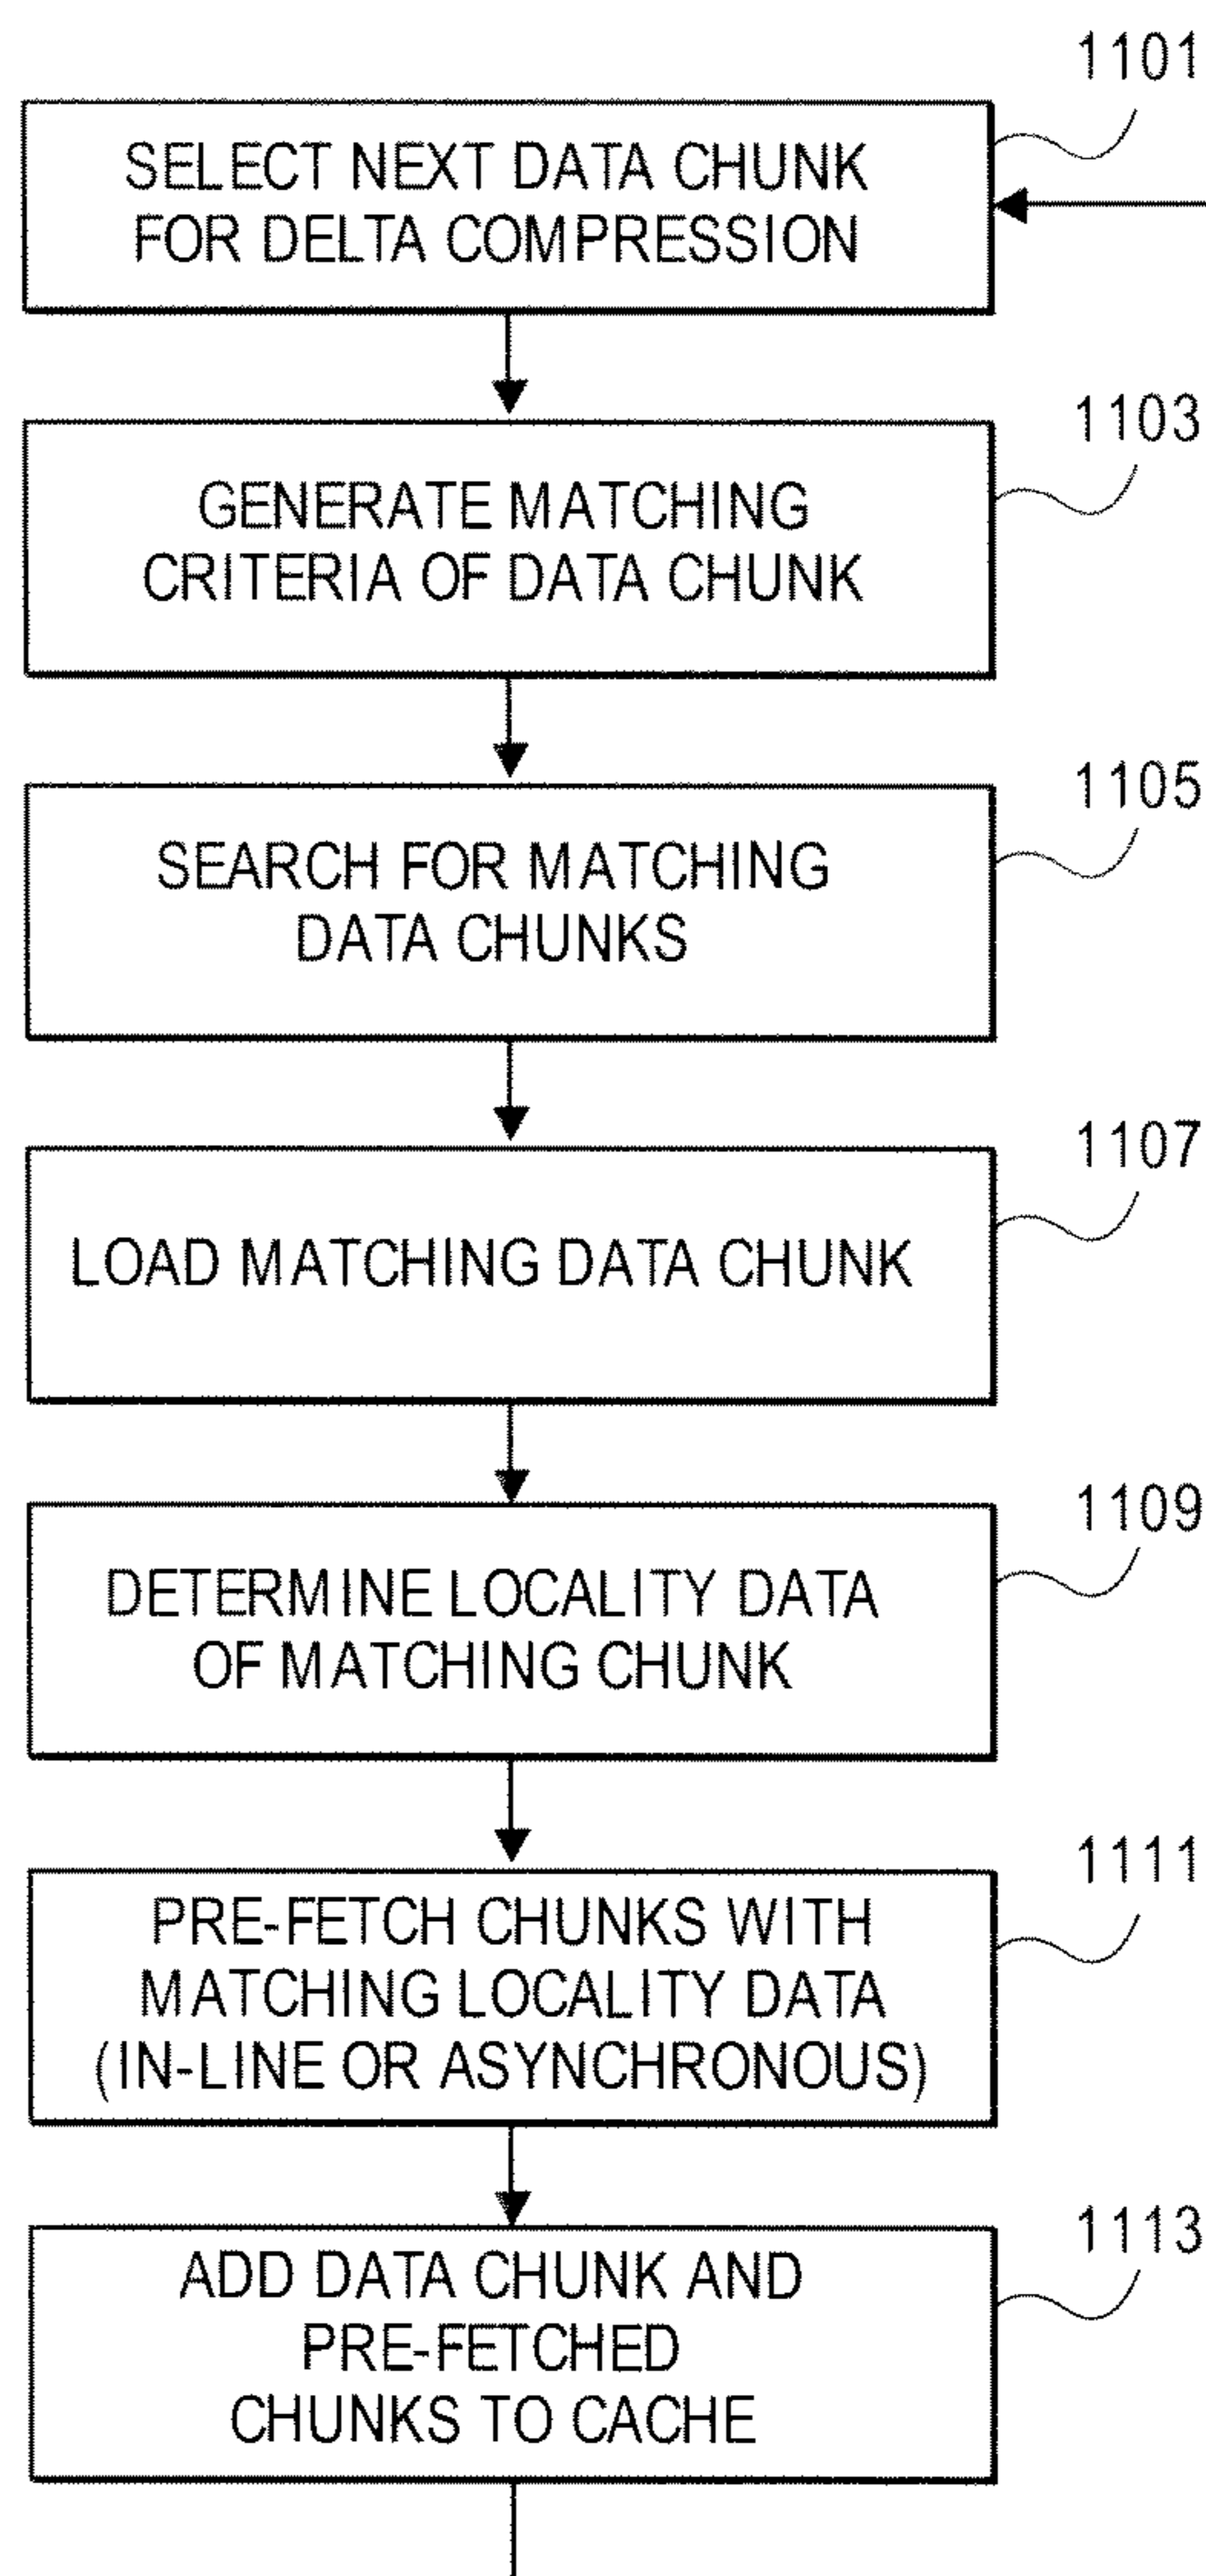 1101
SELECT NEXT DATA CHUNK
FOR DELTA COMPRESSION
1103
GENERATE MATCHING
CRITERIA OF DATA CHUNK
1105
SEARCH FOR MATCHING
DATA CHUNKS
1107
LOAD MATCHING DATA CHUNK
1109
DETERMINE LOCALITY DATA
OF MATCHING CHUNK
1111
PRE-FETCH CHUNKS WITH
MATCHING LOCALITY DATA
(IN-LINE OR ASYNCHRONOUS)
1113
ADD DATA CHUNK AND
PRE-FETCHED
CHUNKS TO CACHE